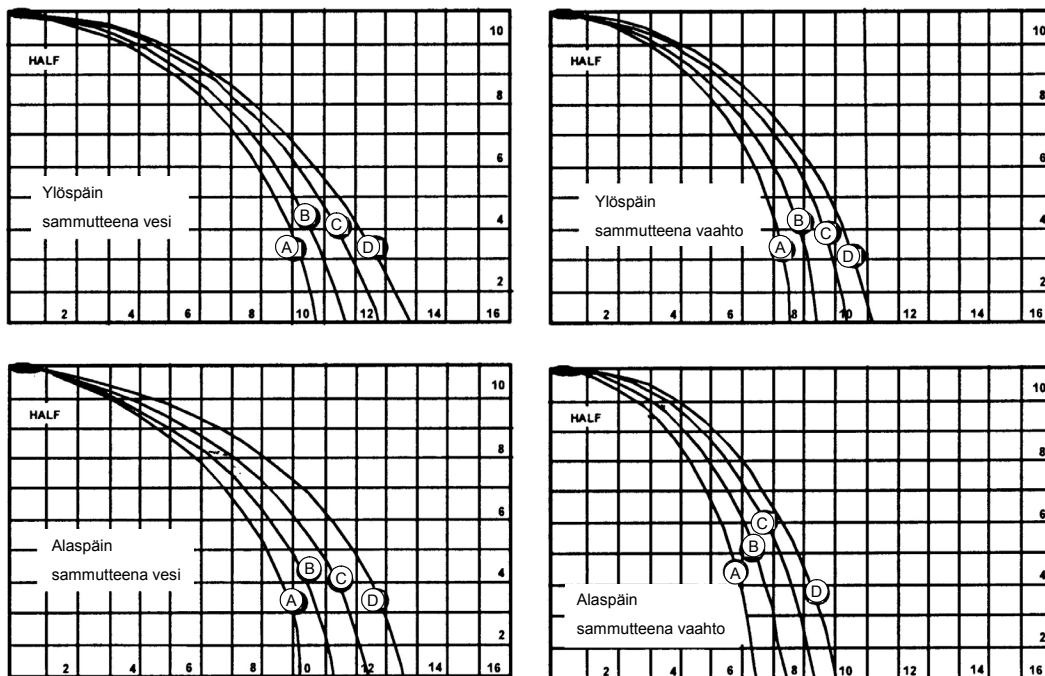 10
HALF
8
6
Ylöspäin
sammutteena vesi
4
B
C
A
D
2
2 4 6 8 10 12 14 16
10
HALF
8
6
Ylöspäin
sammutteena vaahto
4
B
C
A
D
2
2 4 6 8 10 12 14 16
10
HALF
8
6
Alaspäin
sammutteena vesi
B
C
4
A
D
2
2 4 6 8 10 12 14 16
10
HALF
8
6
C
B
A
4
D
Alaspäin
sammutteena vaahto
2
2 4 6 8 10 12 14 16